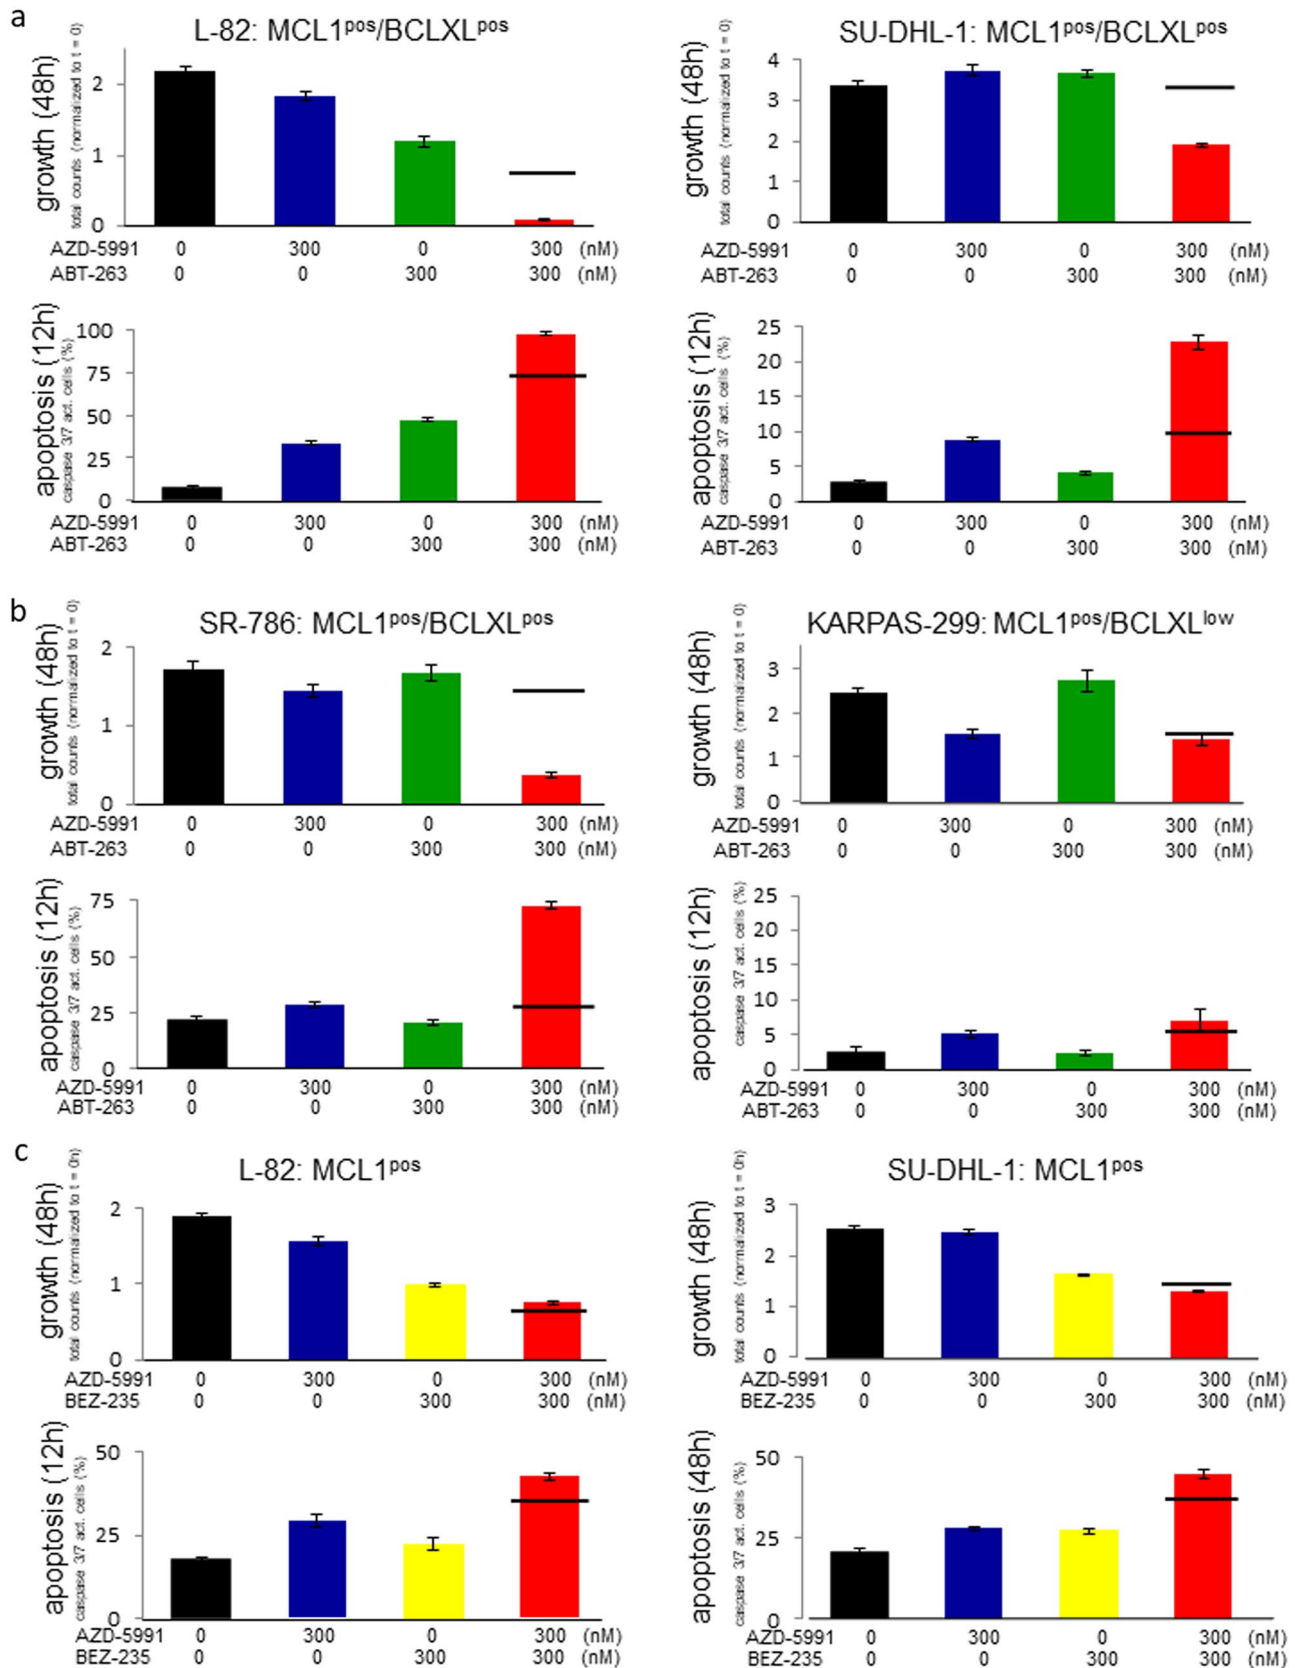 a
L-82: MCL1pos/BCLXLpos
growth (48h)
total counts (normalized to t = 0)
2
1
0
AZD-5991 0 300 0 300 (nM)
ABT-263 0 0 300 300 (nM)
apoptosis (12h)
caspase 3/7 act. cells (%)
100
75
50
25
0
AZD-5991 0 300 0 300 (nM)
ABT-263 0 0 300 300 (nM)
SU-DHL-1: MCL1pos/BCLXLpos
growth (48h)
total counts (normalized to t = 0)
4
3
2
1
0
AZD-5991 0 300 0 300 (nM)
ABT-263 0 0 300 300 (nM)
apoptosis (12h)
caspase 3/7 act. cells (%)
25
20
15
10
5
0
AZD-5991 0 300 0 300 (nM)
ABT-263 0 0 300 300 (nM)
b
SR-786: MCL1pos/BCLXLpos
growth (48h)
total counts (normalized to t = 0)
2
1
0
AZD-5991 0 300 0 300 (nM)
ABT-263 0 0 300 300 (nM)
apoptosis (12h)
caspase 3/7 act. cells (%)
75
50
25
0
AZD-5991 0 300 0 300 (nM)
ABT-263 0 0 300 300 (nM)
KARPAS-299: MCL1pos/BCLXLlow
growth (48h)
total counts (normalized to t = 0)
3
2
1
0
AZD-5991 0 300 0 300 (nM)
ABT-263 0 0 300 300 (nM)
apoptosis (12h)
caspase 3/7 act. cells (%)
25
20
15
10
5
0
AZD-5991 0 300 0 300 (nM)
ABT-263 0 0 300 300 (nM)
c
L-82: MCL1pos
growth (48h)
total counts (normalized to t = 0h)
2
1
0
AZD-5991 0 300 0 300 (nM)
BEZ-235 0 0 300 300 (nM)
apoptosis (12h)
caspase 3/7 act. cells (%)
50
25
0
AZD-5991 0 300 0 300 (nM)
BEZ-235 0 0 300 300 (nM)
SU-DHL-1: MCL1pos
growth (48h)
total counts (normalized to t = 0h)
3
2
1
0
AZD-5991 0 300 0 300 (nM)
BEZ-235 0 0 300 300 (nM)
apoptosis (48h)
caspase 3/7 act. cells (%)
50
25
0
AZD-5991 0 300 0 300 (nM)
BEZ-235 0 0 300 300 (nM)